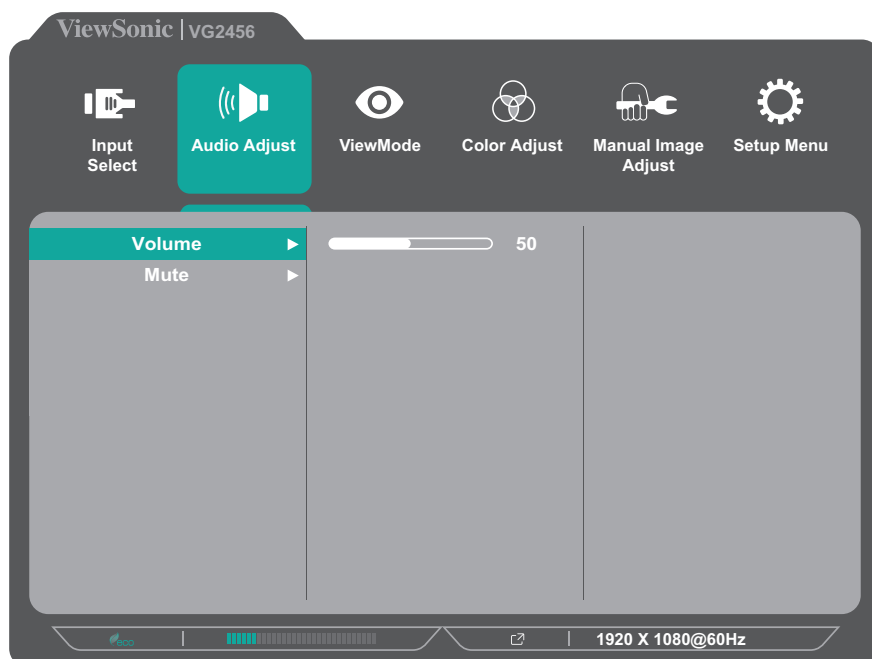 ViewSonic | VG2456
Input
Select
Audio Adjust
ViewMode
Color Adjust
Manual Image
Adjust
Setup Menu
Volume
50
Mute
eco
1920 X 1080@60Hz